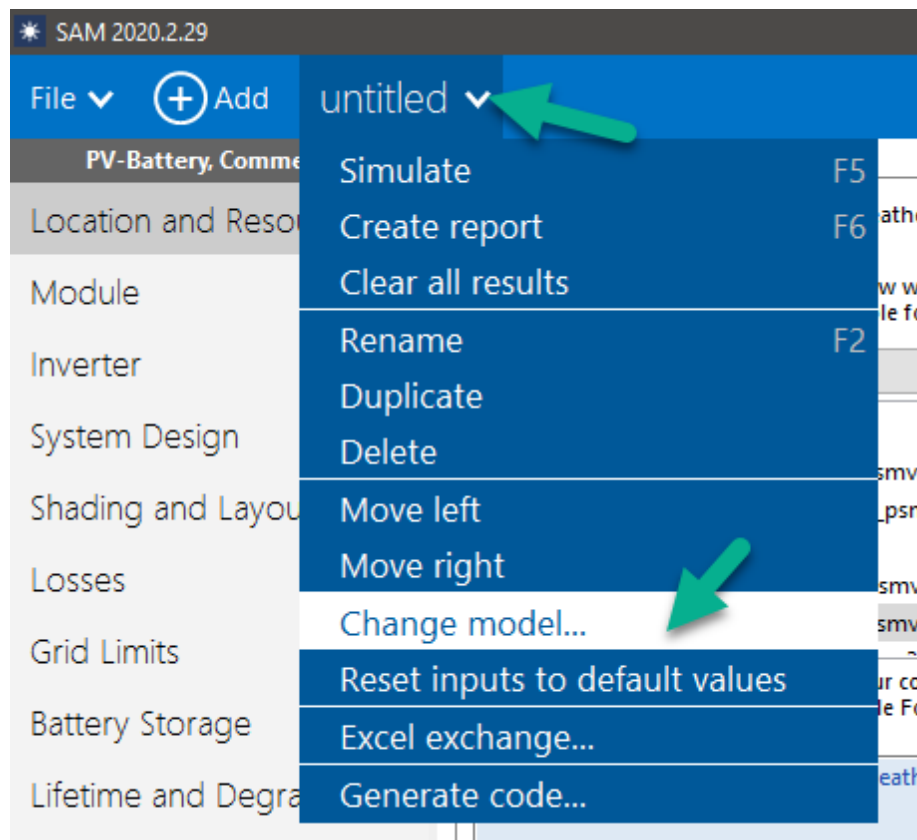 SAM 2020.2.29
File Add untitled
PV-Battery, Comme
Location and Resou
Module
Inverter
System Design
Shading and Layou
Losses
Grid Limits
Battery Storage
Lifetime and Degra
Simulate F5
Create report F6
Clear all results
Rename F2
Duplicate
Delete
Move left
Move right
Change model...
Reset inputs to default values
Excel exchange...
Generate code...